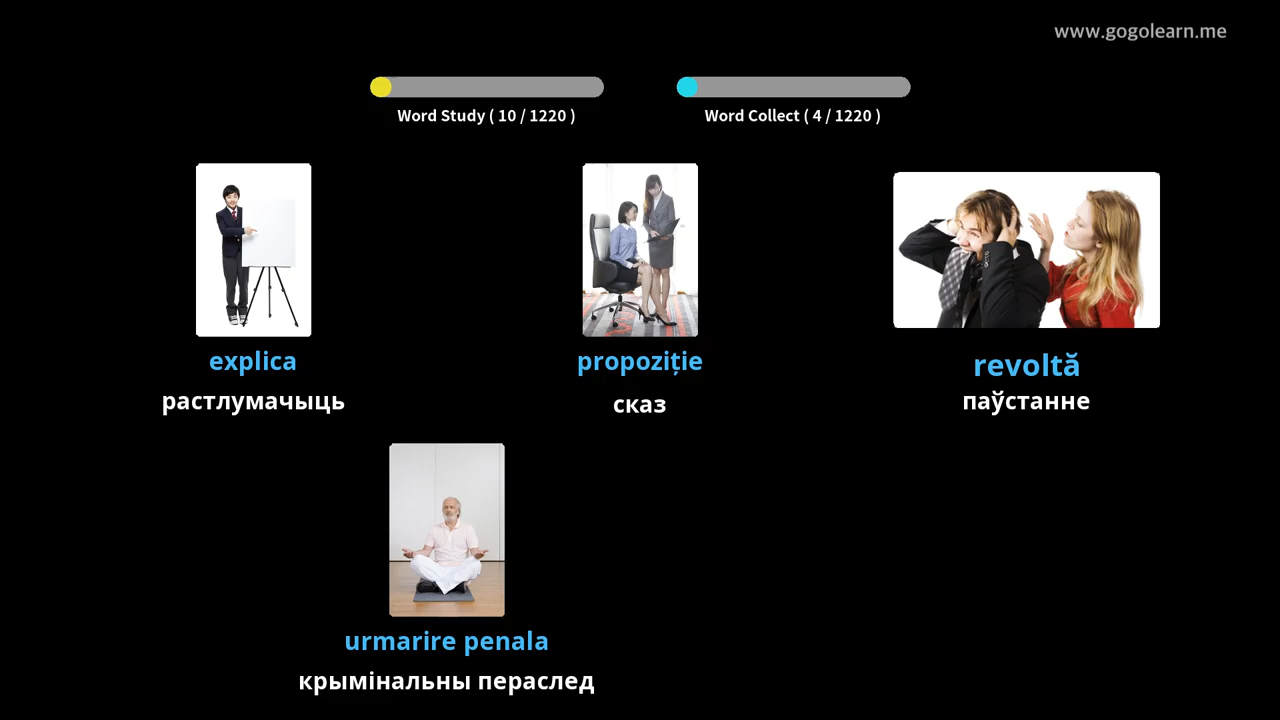 www.gogolearn.me
Word Study ( 10 / 1220 )
Word Collect ( 4 / 1220 )
explica
растлумачыць
propoziție
сказ
revoltă
паўстанне
urmarire penala
крымінальны пераслед